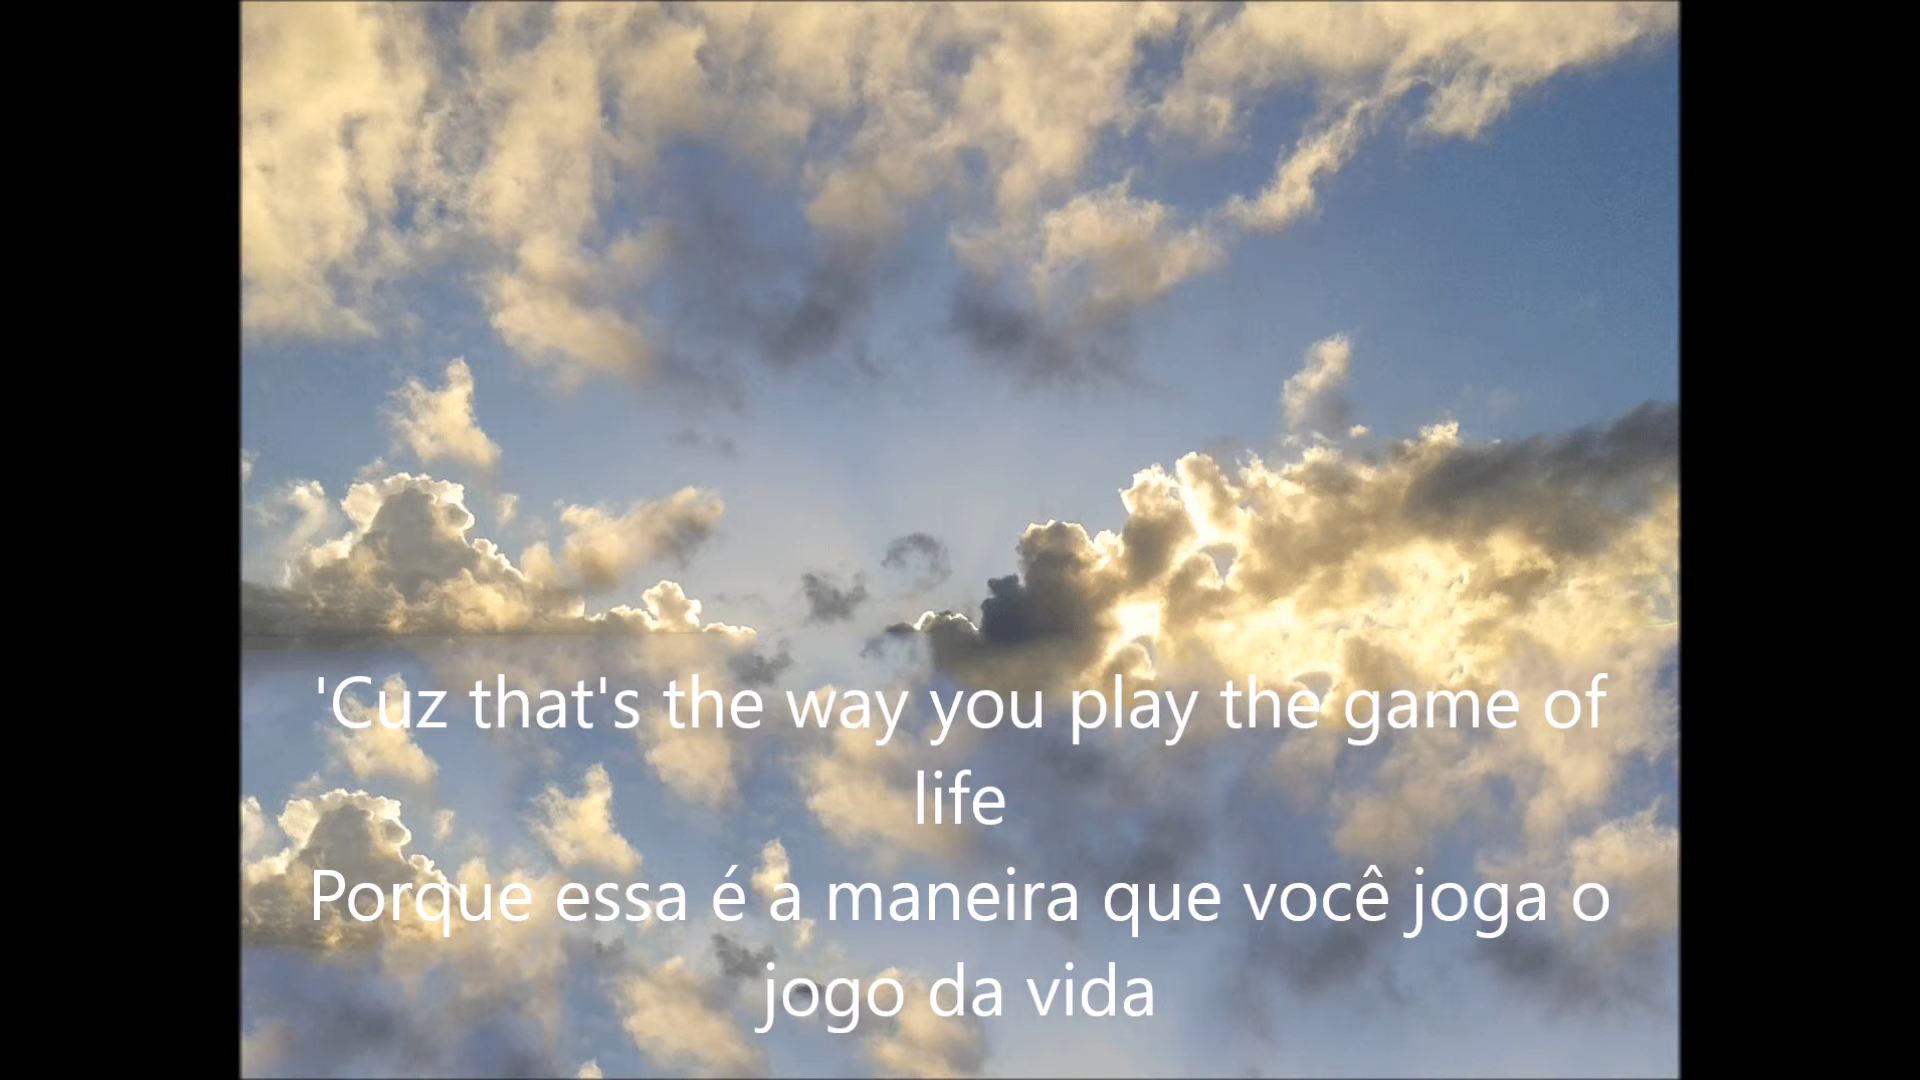 'Cuz that's the way you play the game of
life
Porque essa é a maneira que você joga o
jogo da vida